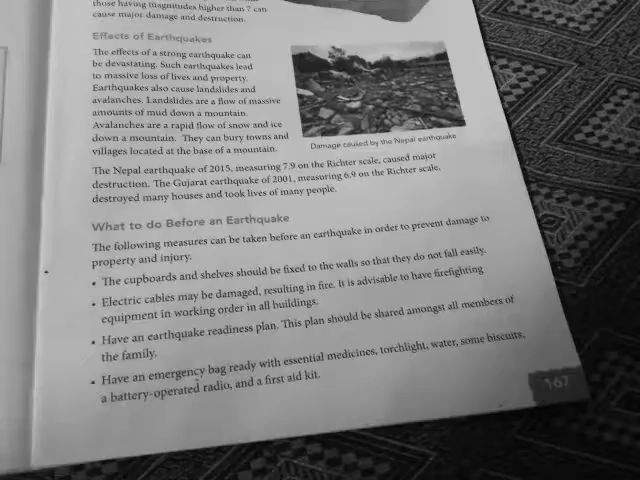 those having magnitudes higher than 7 can
cause major damage and destruction.
Effects of Earthquakes
The effects of a strong earthquake can
be devastating. Such earthquakes lead
to massive loss of lives and property.
Earthquakes also cause landslides and
avalanches. Landslides are a flow of massive
amounts of mud down a mountain.
Avalanches are a rapid flow of snow and ice
down a mountain. They can bury towns and
villages located at the base of a mountain.
Damage caused by the Nepal earthquake
The Nepal earthquake of 2015, measuring 7.9 on the Richter scale, caused major
destruction. The Gujarat earthquake of 2001, measuring 6.9 on the Richter scale,
destroyed many houses and took lives of many people.
What to do Before an Earthquake
The following measures can be taken before an earthquake in order to prevent damage to
property and injury.
• The cupboards and shelves should be fixed to the walls so that they do not fall easily.
• Electric cables may be damaged, resulting in fire. It is advisable to have firefighting
equipment in working order in all buildings.
• Have an earthquake readiness plan. This plan should be shared amongst all members of
the family.
• Have an emergency bag ready with essential medicines, torchlight, water, some biscuits,
a battery-operated radio, and a first aid kit.
167